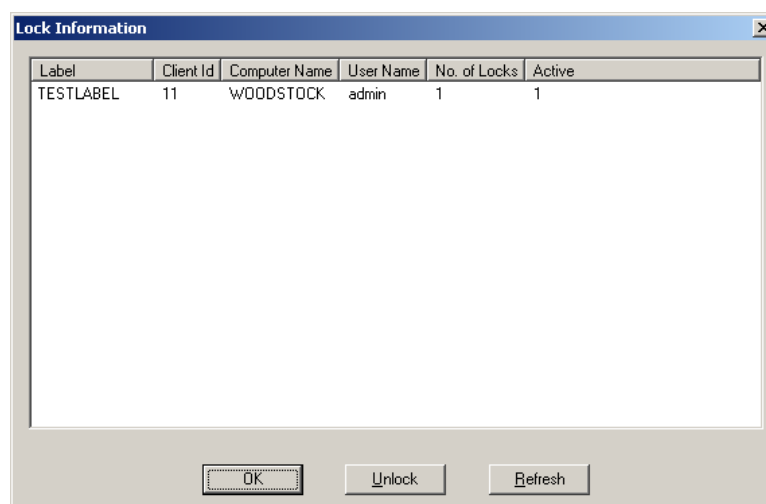 Lock Information
Label Client Id Computer Name User Name No. of Locks Active
TESTLABEL 11 WOODSTOCK admin 1 1
OK Unlock Refresh